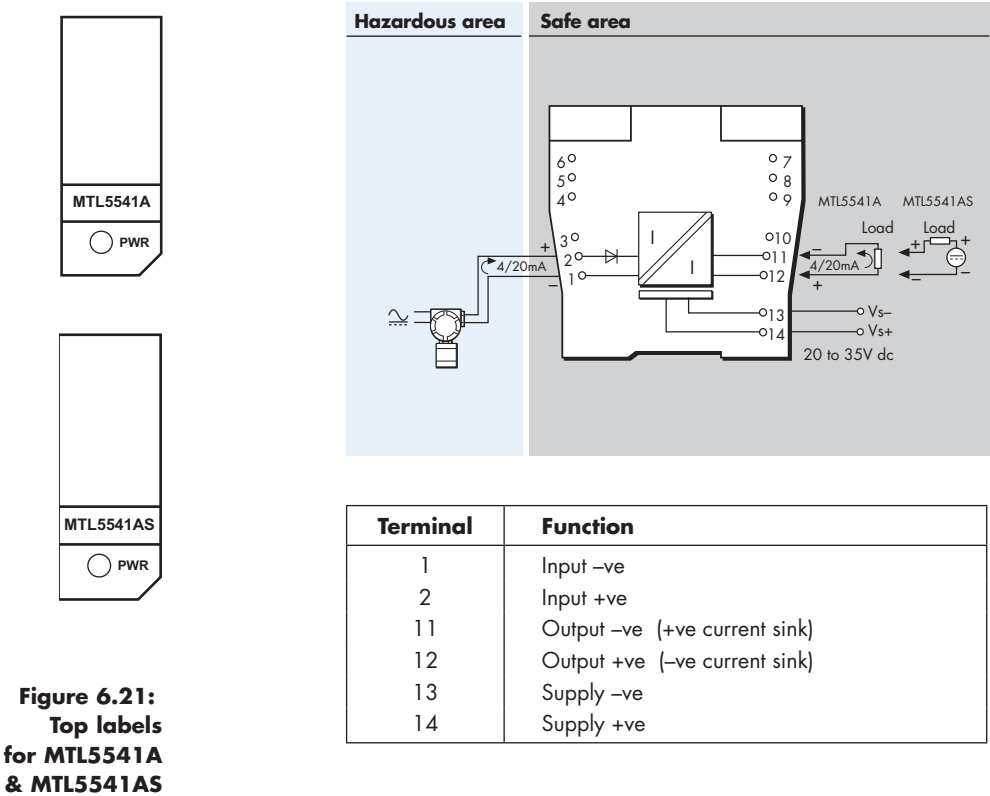 MTL5541A
PWR
MTL5541AS
PWR
Figure 6.21:
Top labels
for MTL5541A
& MTL5541AS
Hazardous area
Safe area
6
5
4
3
2
1
7
8
9
10
11
12
13
14
+
4/20mA
–
I
I
MTL5541A
MTL5541AS
Load
Load
–
4/20mA
+
+
+
–
–
Vs–
Vs+
20 to 35V dc
Terminal Function
1 Input –ve
2 Input +ve
11 Output –ve (+ve current sink)
12 Output +ve (–ve current sink)
13 Supply –ve
14 Supply +ve